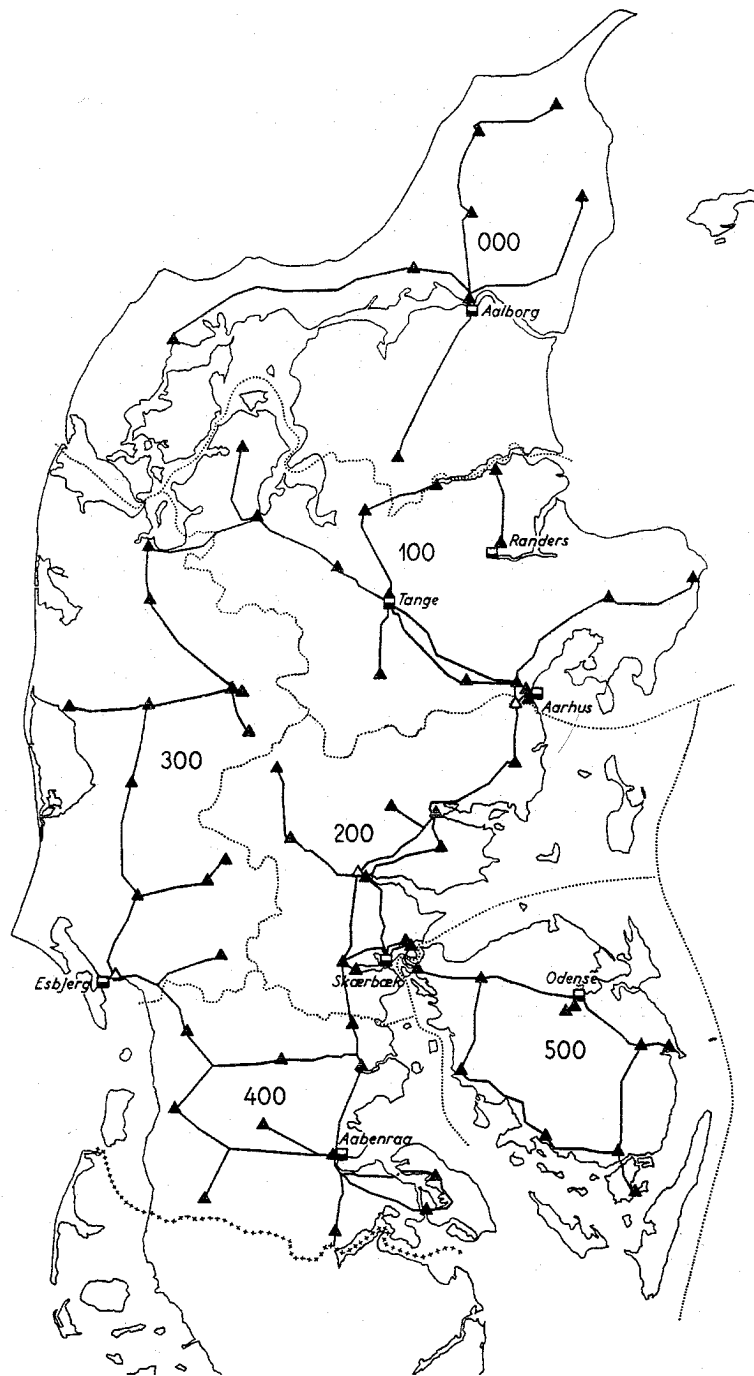 000
Aalborg
100
Randers
Tange
Aarhus
300
200
Esbjerg
Skærbæk
Odense
500
400
Aabenraa